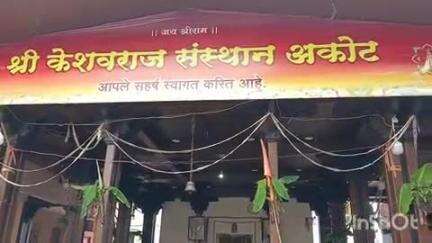 ।। जय श्रीराम ।।
श्री केशवराज संस्थान अकोट
आपले सहर्ष स्वागत करित आहे.
InShot